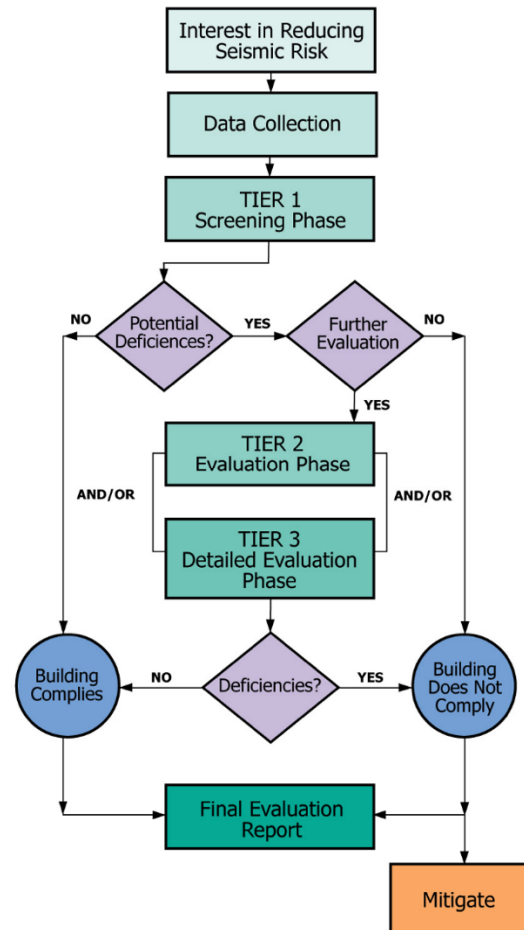 Interest in Reducing
Seismic Risk
Data Collection
TIER 1
Screening Phase
NO
Potential
Deficiences?
YES
Further
Evaluation
NO
YES
TIER 2
Evaluation Phase
AND/OR
AND/OR
TIER 3
Detailed Evaluation
Phase
Building
Complies
NO
Deficiencies?
YES
Building
Does Not
Comply
Final Evaluation
Report
Mitigate